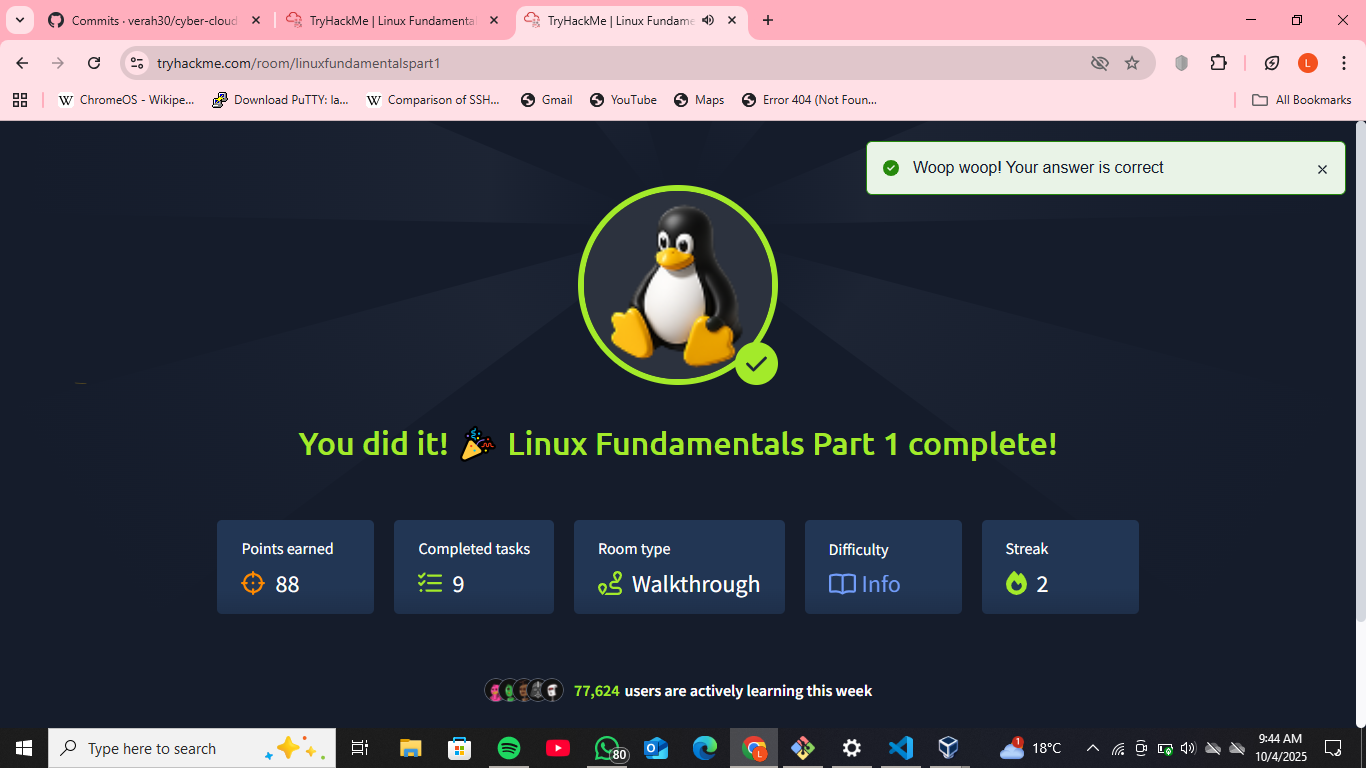 Commits · verah30/cyber-cloud
TryHackMe | Linux Fundamental
TryHackMe | Linux Fundame
tryhackme.com/room/linuxfundamentalspart1
L
W ChromeOS - Wikipe...
Download PuTTY: la...
W Comparison of SSH...
Gmail
YouTube
Maps
Error 404 (Not Foun...
All Bookmarks
Woop woop! Your answer is correct
You did it! 🎉 Linux Fundamentals Part 1 complete!
Points earned
88
Completed tasks
9
Room type
Walkthrough
Difficulty
Info
Streak
2
77,624 users are actively learning this week
Type here to search
80
L
1
18°C
9:44 AM
10/4/2025